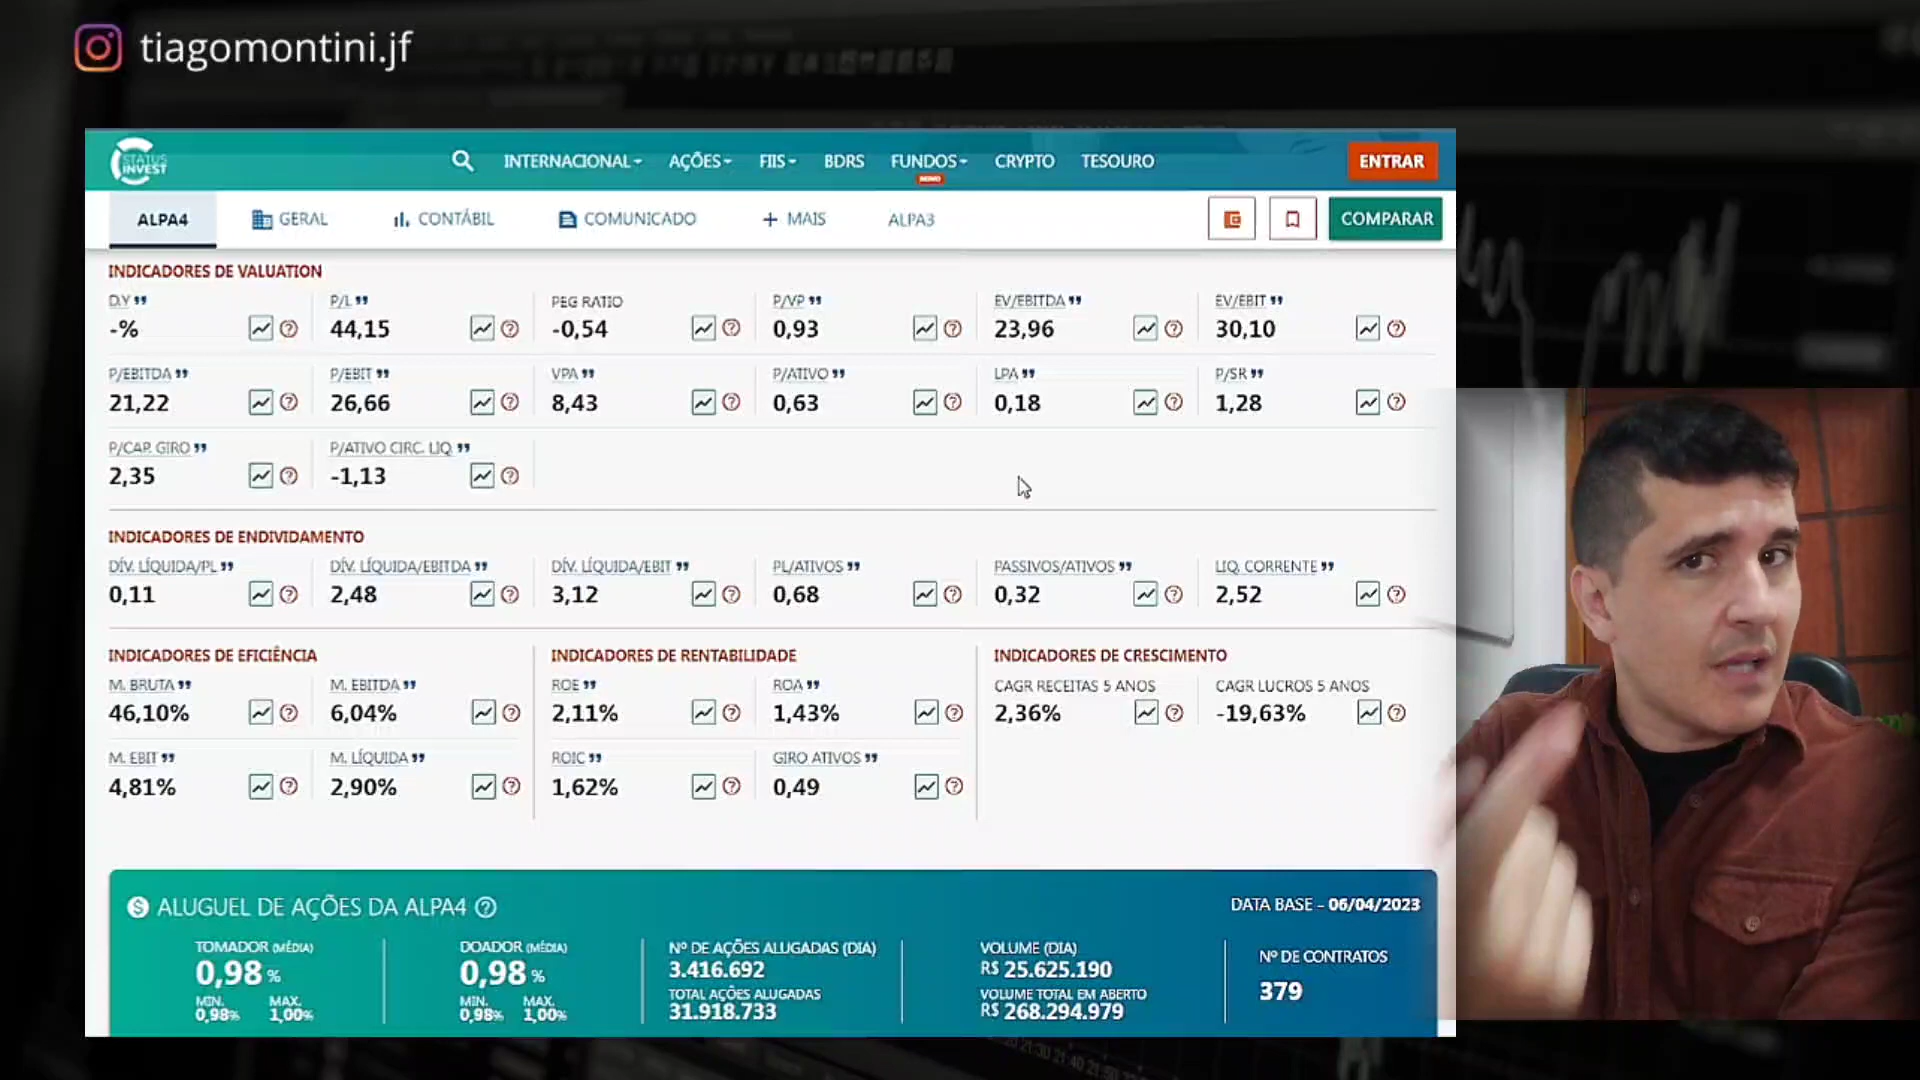 tiagomontini.jf
STATUS INVEST
INTERNACIONAL AÇÕES FIIS BDRS FUNDOS CRYPTO TESOURO ENTRAR
NOVO
ALPA4 GERAL CONTÁBIL COMUNICADO + MAIS ALPA3 COMPARAR
INDICADORES DE VALUATION
D.Y P/L PEG RATIO P/VP EV/EBITDA EV/EBIT
-% 44,15 -0,54 0,93 23,96 30,10
P/EBITDA P/EBIT VPA P/ATIVO LPA P/SR
21,22 26,66 8,43 0,63 0,18 1,28
P/CAP. GIRO P/ATIVO CIRC. LIQ.
2,35 -1,13
INDICADORES DE ENDIVIDAMENTO
DÍV. LÍQUIDA/PL DÍV. LÍQUIDA/EBITDA DÍV. LÍQUIDA/EBIT PL/ATIVOS PASSIVOS/ATIVOS LIQ. CORRENTE
0,11 2,48 3,12 0,68 0,32 2,52
INDICADORES DE EFICIÊNCIA INDICADORES DE RENTABILIDADE INDICADORES DE CRESCIMENTO
M. BRUTA M. EBITDA ROE ROA CAGR RECEITAS 5 ANOS CAGR LUCROS 5 ANOS
46,10% 6,04% 2,11% 1,43% 2,36% -19,63%
M. EBIT M. LÍQUIDA ROIC GIRO ATIVOS
4,81% 2,90% 1,62% 0,49
ALUGUEL DE AÇÕES DA ALPA4 DATA BASE - 06/04/2023
TOMADOR (MÉDIA) DOADOR (MÉDIA) Nº DE AÇÕES ALUGADAS (DIA) VOLUME (DIA) Nº DE CONTRATOS
0,98 % 0,98 % 3.416.692 R$ 25.625.190 379
MIN. MAX. MIN. MAX. TOTAL AÇÕES ALUGADAS VOLUME TOTAL EM ABERTO
0,98% 1,00% 0,98% 1,00% 31.918.733 R$ 268.294.979